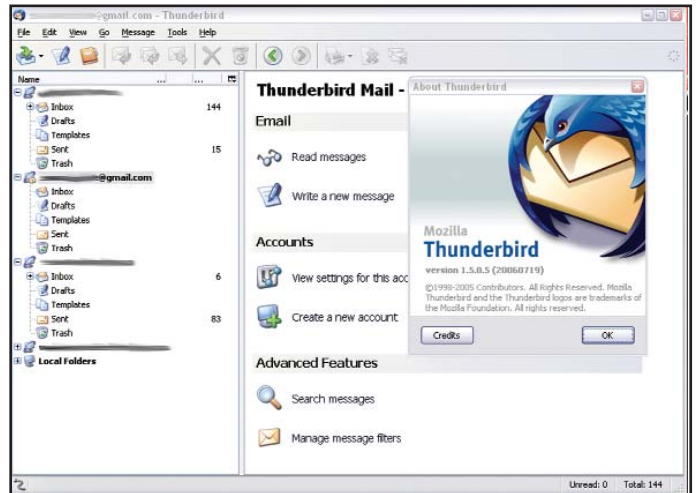 @gmail.com - Thunderbird
File Edit View Go Message Tools Help
Name ... ...
Inbox 144
Drafts
Templates
Sent 15
Trash
@gmail.com
Inbox
Drafts
Templates
Sent
Trash
Inbox 6
Drafts
Templates
Sent 83
Trash
Local Folders
Thunderbird Mail -
Email
Read messages
Write a new message
Accounts
View settings for this acc
Create a new account
Advanced Features
Search messages
Manage message filters
About Thunderbird
Mozilla
Thunderbird
version 1.5.0.5 (20060719)
©1998-2005 Contributors. All Rights Reserved. Mozilla
Thunderbird and the Thunderbird logos are trademarks of
the Mozilla Foundation. All rights reserved.
Credits OK
Unread: 0 Total: 144